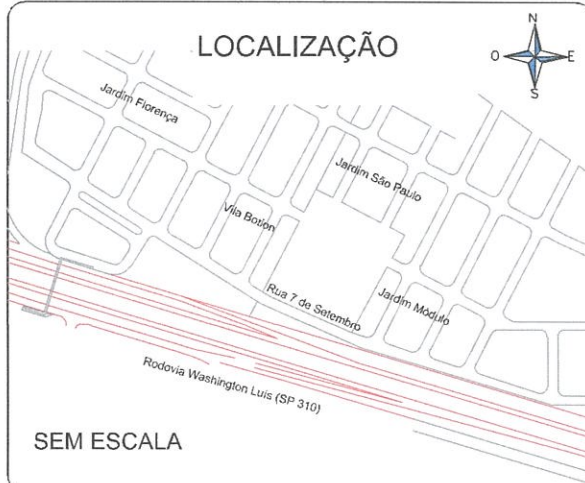 LOCALIZAÇÃO
N
O
E
S
Jardim Florença
Jardim São Paulo
Vila Botion
Rua 7 de Setembro
Jardim Módulo
Rodovia Washington Luis (SP 310)
SEM ESCALA